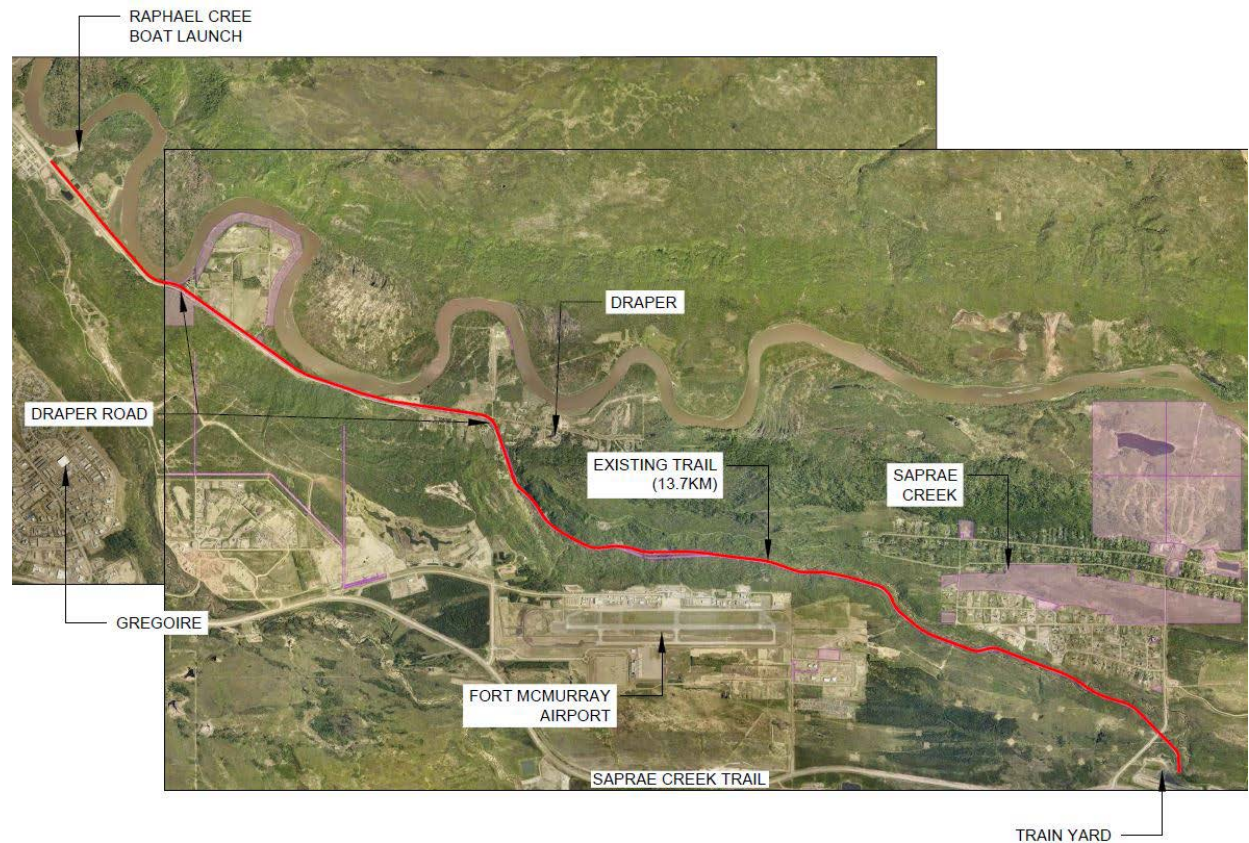 RAPHAEL CREE
BOAT LAUNCH
DRAPER
DRAPER ROAD
EXISTING TRAIL
(13.7KM)
SAPRAE
CREEK
GREGOIRE
FORT MCMURRAY
AIRPORT
SAPRAE CREEK TRAIL
TRAIN YARD